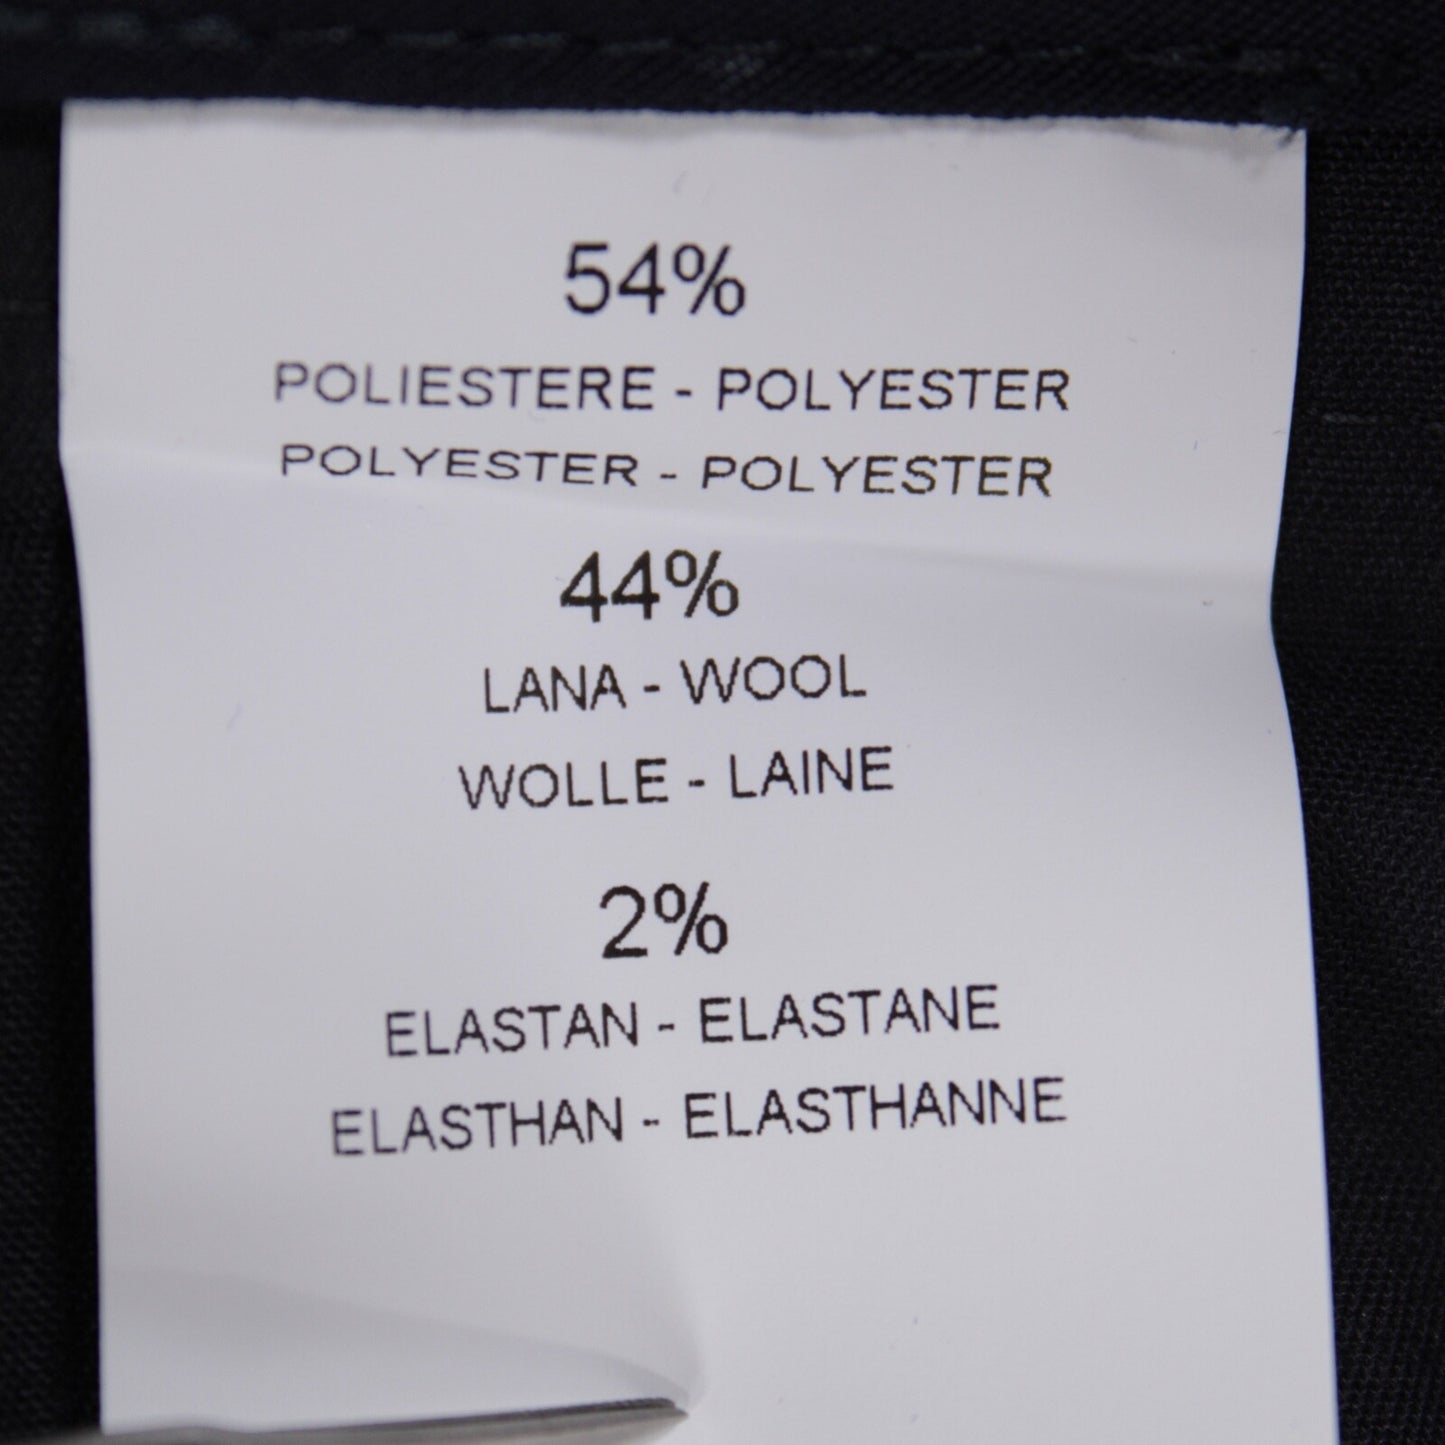 54%
POLIESTERE - POLYESTER
POLYESTER - POLYESTER
44%
LANA - WOOL
WOLLE - LAINE
2%
ELASTAN - ELASTANE
ELASTHAN - ELASTHANNE